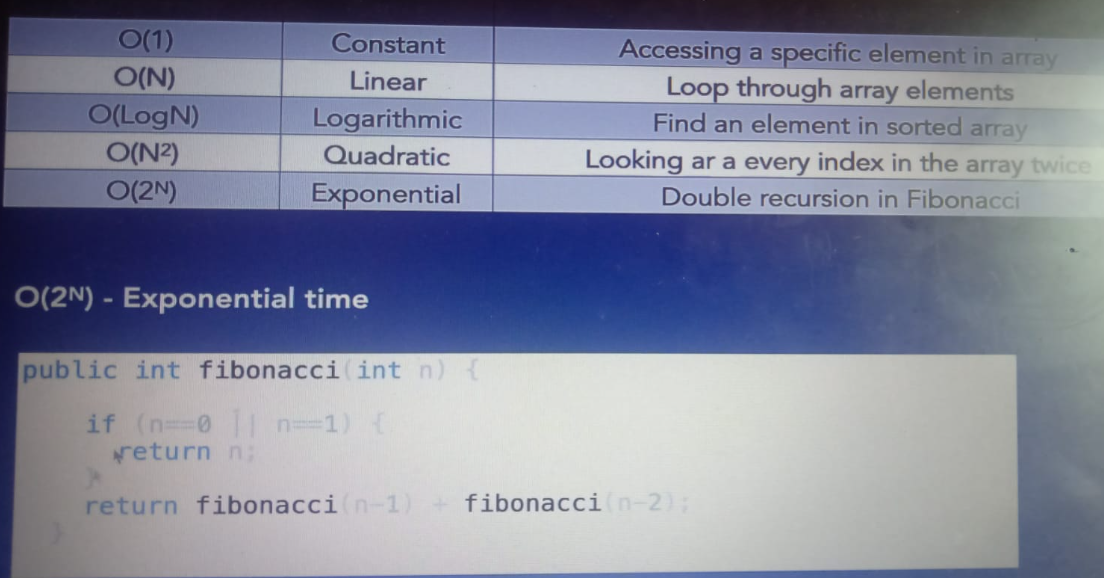 O(1) Constant Accessing a specific element in array
O(N) Linear Loop through array elements
O(LogN) Logarithmic Find an element in sorted array
O(N²) Quadratic Looking ar a every index in the array twice
O(2ᴺ) Exponential Double recursion in Fibonacci
O(2ᴺ) - Exponential time
public int fibonacci(int n) {
if (n==0 || n==1) {
return n;
}
return fibonacci(n-1) + fibonacci(n-2);
}